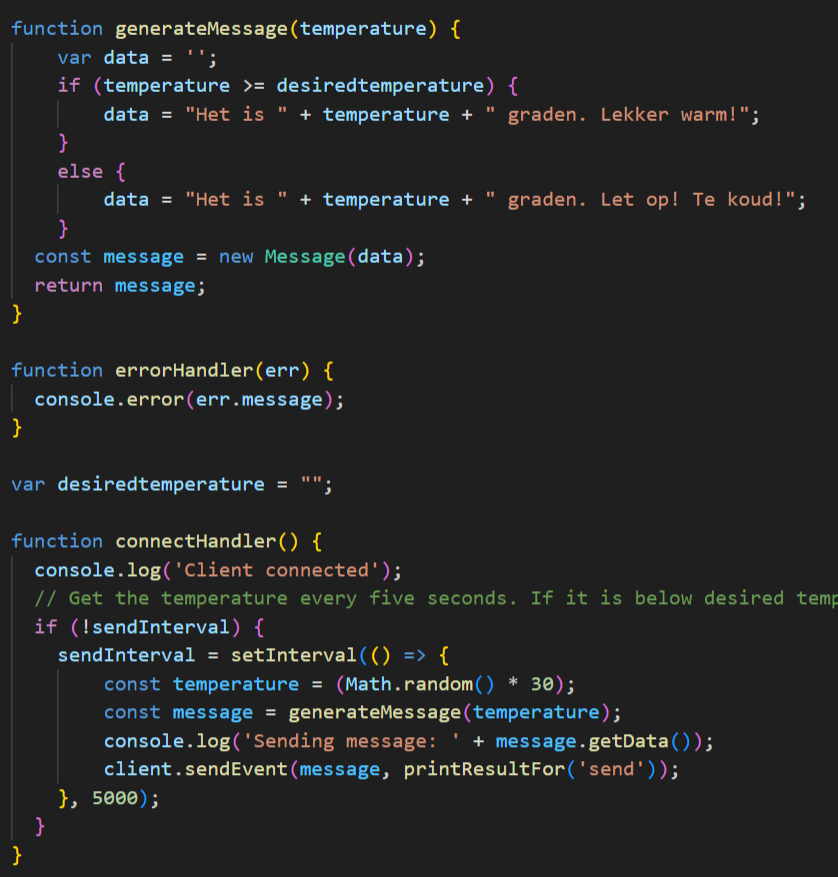 function generateMessage(temperature) {
    var data = '';
    if (temperature >= desiredtemperature) {
        data = "Het is " + temperature + " graden. Lekker warm!";
    }
    else {
        data = "Het is " + temperature + " graden. Let op! Te koud!";
    }
  const message = new Message(data);
  return message;
}

function errorHandler(err) {
  console.error(err.message);
}

var desiredtemperature = "";

function connectHandler() {
  console.log('Client connected');
  // Get the temperature every five seconds. If it is below desired
  if (!sendInterval) {
    sendInterval = setInterval(() => {
        const temperature = (Math.random() * 30);
        const message = generateMessage(temperature);
        console.log('Sending message: ' + message.getData());
        client.sendEvent(message, printResultFor('send'));
    }, 5000);
  }
}